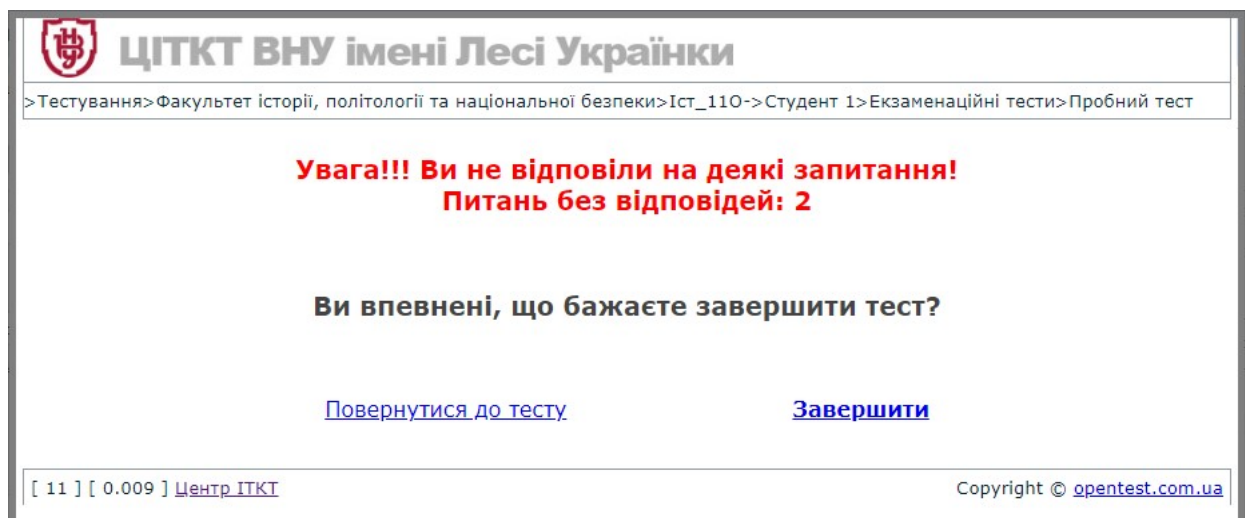 ЦІТКТ ВНУ імені Лесі Українки
>Тестування>Факультет історії, політології та національної безпеки>Іст_11О->Студент 1>Екзаменаційні тести>Пробний тест
Увага!!! Ви не відповіли на деякі запитання!
Питань без відповідей: 2
Ви впевнені, що бажаєте завершити тест?
Повернутися до тесту Завершити
[ 11 ] [ 0.009 ] Центр ІТКТ Copyright © opentest.com.ua